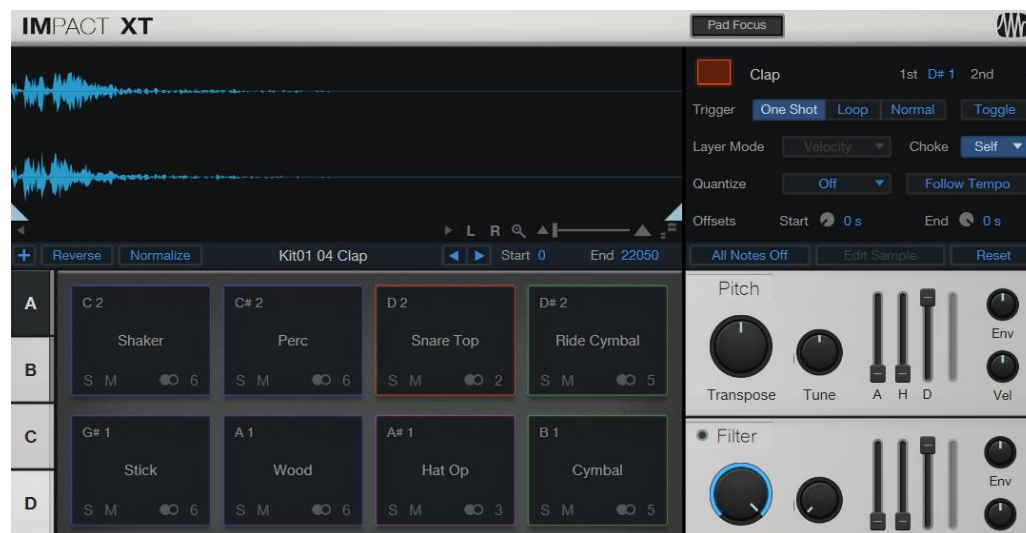 IMPACT XT
Pad Focus
Clap 1st D# 1 2nd
Trigger One Shot Loop Normal Toggle
Layer Mode Velocity Choke Self
Quantize Off Follow Tempo
Offsets Start 0 s End 0 s
L R
+ Reverse Normalize Kit01 04 Clap Start 0 End 22050
All Notes Off Edit Sample Reset
A
B
C
D
C 2 C# 2 D 2 D# 2
Shaker Perc Snare Top Ride Cymbal
S M 6 S M 6 S M 2 S M 5
G# 1 A 1 A# 1 B 1
Stick Wood Hat Op Cymbal
S M 6 S M 6 S M 3 S M 5
Pitch
Env
Transpose Tune A H D Vel
Filter
Env